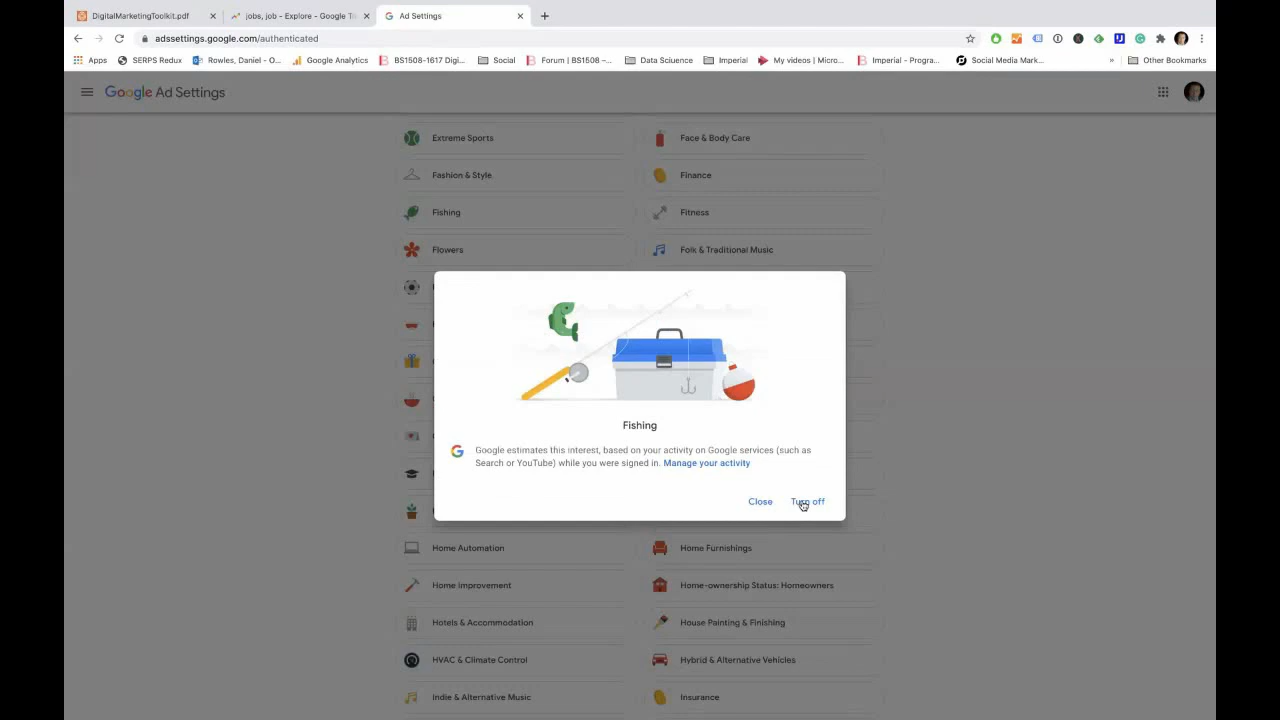 DigitalMarketingToolkit.pdf
jobs, job - Explore - Google T
Ad Settings
adssettings.google.com/authenticated
Apps
SERPS Redux
Rowles, Daniel - O...
Google Analytics
BS1508-1617 Digi...
Social
Forum | BS1508 –...
Data Sciuence
Imperial
My videos | Micro...
Imperial - Progra...
Social Media Mark...
»
Other Bookmarks
Google Ad Settings
Extreme Sports
Face & Body Care
Fashion & Style
Finance
Fishing
Fitness
Flowers
Folk & Traditional Music
Fishing
Google estimates this interest, based on your activity on Google services (such as
Search or YouTube) while you were signed in. Manage your activity
Close
Turn off
Home Automation
Home Furnishings
Home Improvement
Home-ownership Status: Homeowners
Hotels & Accommodation
House Painting & Finishing
HVAC & Climate Control
Hybrid & Alternative Vehicles
Indie & Alternative Music
Insurance